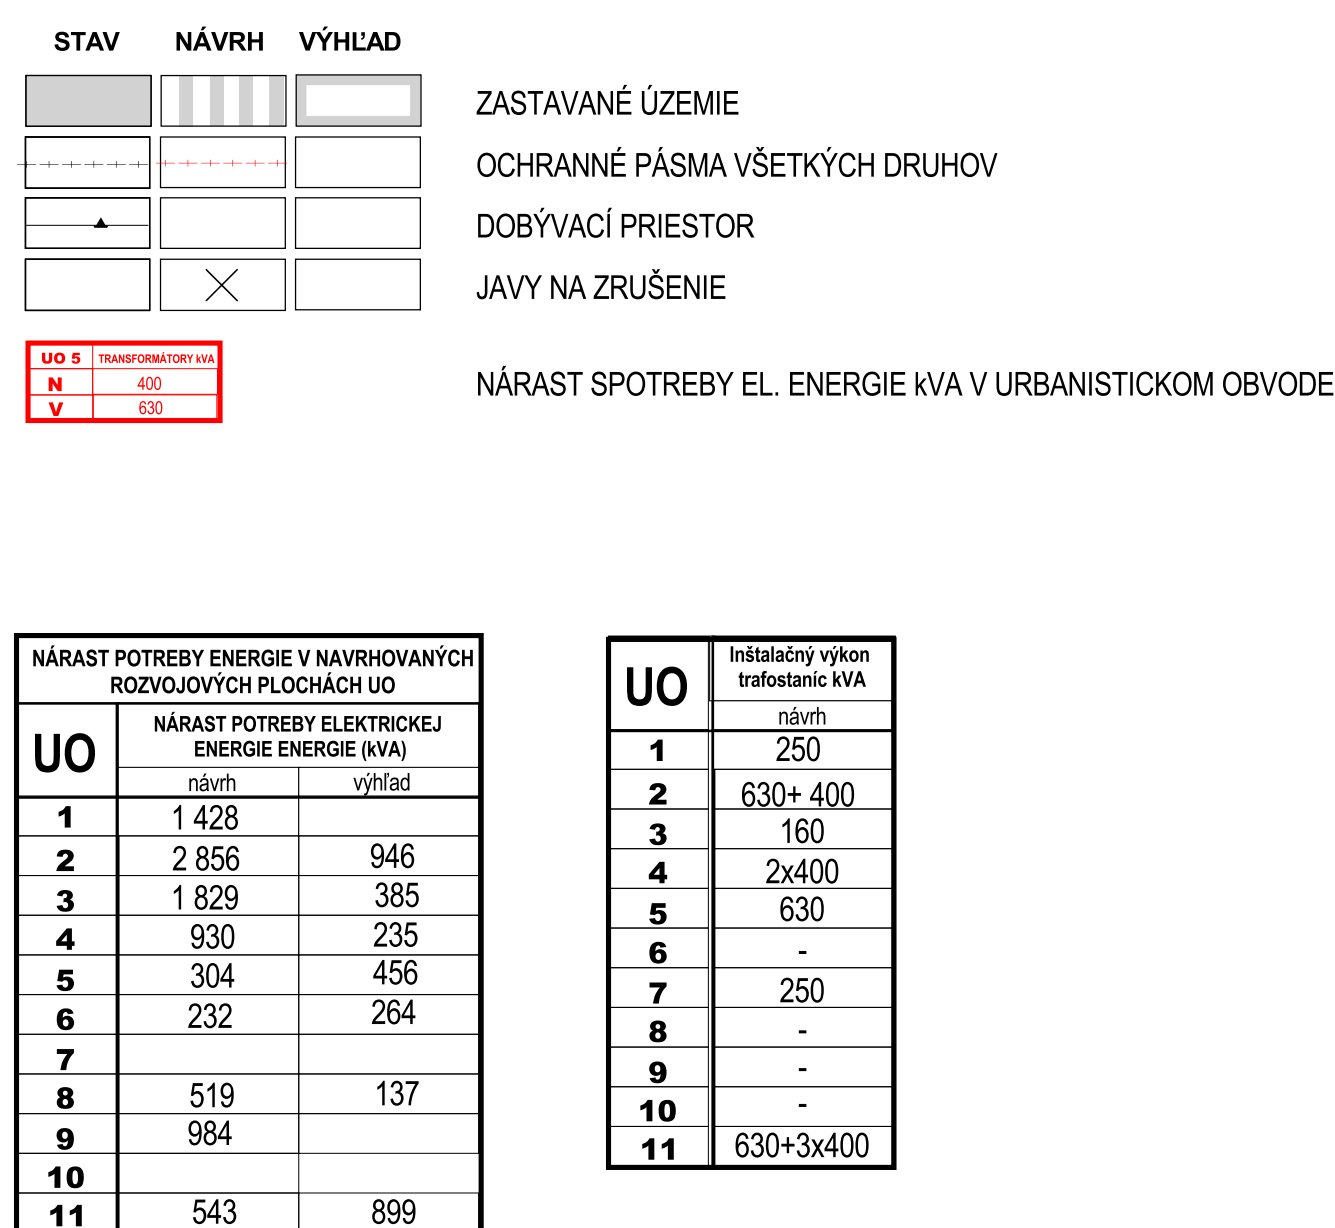 STAV NÁVRH VÝHĽAD
ZASTAVANÉ ÚZEMIE
OCHRANNÉ PÁSMA VŠETKÝCH DRUHOV
DOBÝVACÍ PRIESTOR
JAVY NA ZRUŠENIE
UO 5 TRANSFORMÁTORY kVA
N 400
V 630
NÁRAST SPOTREBY EL. ENERGIE kVA V URBANISTICKOM OBVODE
NÁRAST POTREBY ENERGIE V NAVRHOVANÝCH
ROZVOJOVÝCH PLOCHÁCH UO
UO
NÁRAST POTREBY ELEKTRICKEJ
ENERGIE ENERGIE (kVA)
návrh výhľad
1 1 428
2 2 856 946
3 1 829 385
4 930 235
5 304 456
6 232 264
7
8 519 137
9 984
10
11 543 899
UO
Inštalačný výkon
trafostaníc kVA
návrh
1 250
2 630+ 400
3 160
4 2x400
5 630
6 -
7 250
8 -
9 -
10 -
11 630+3x400